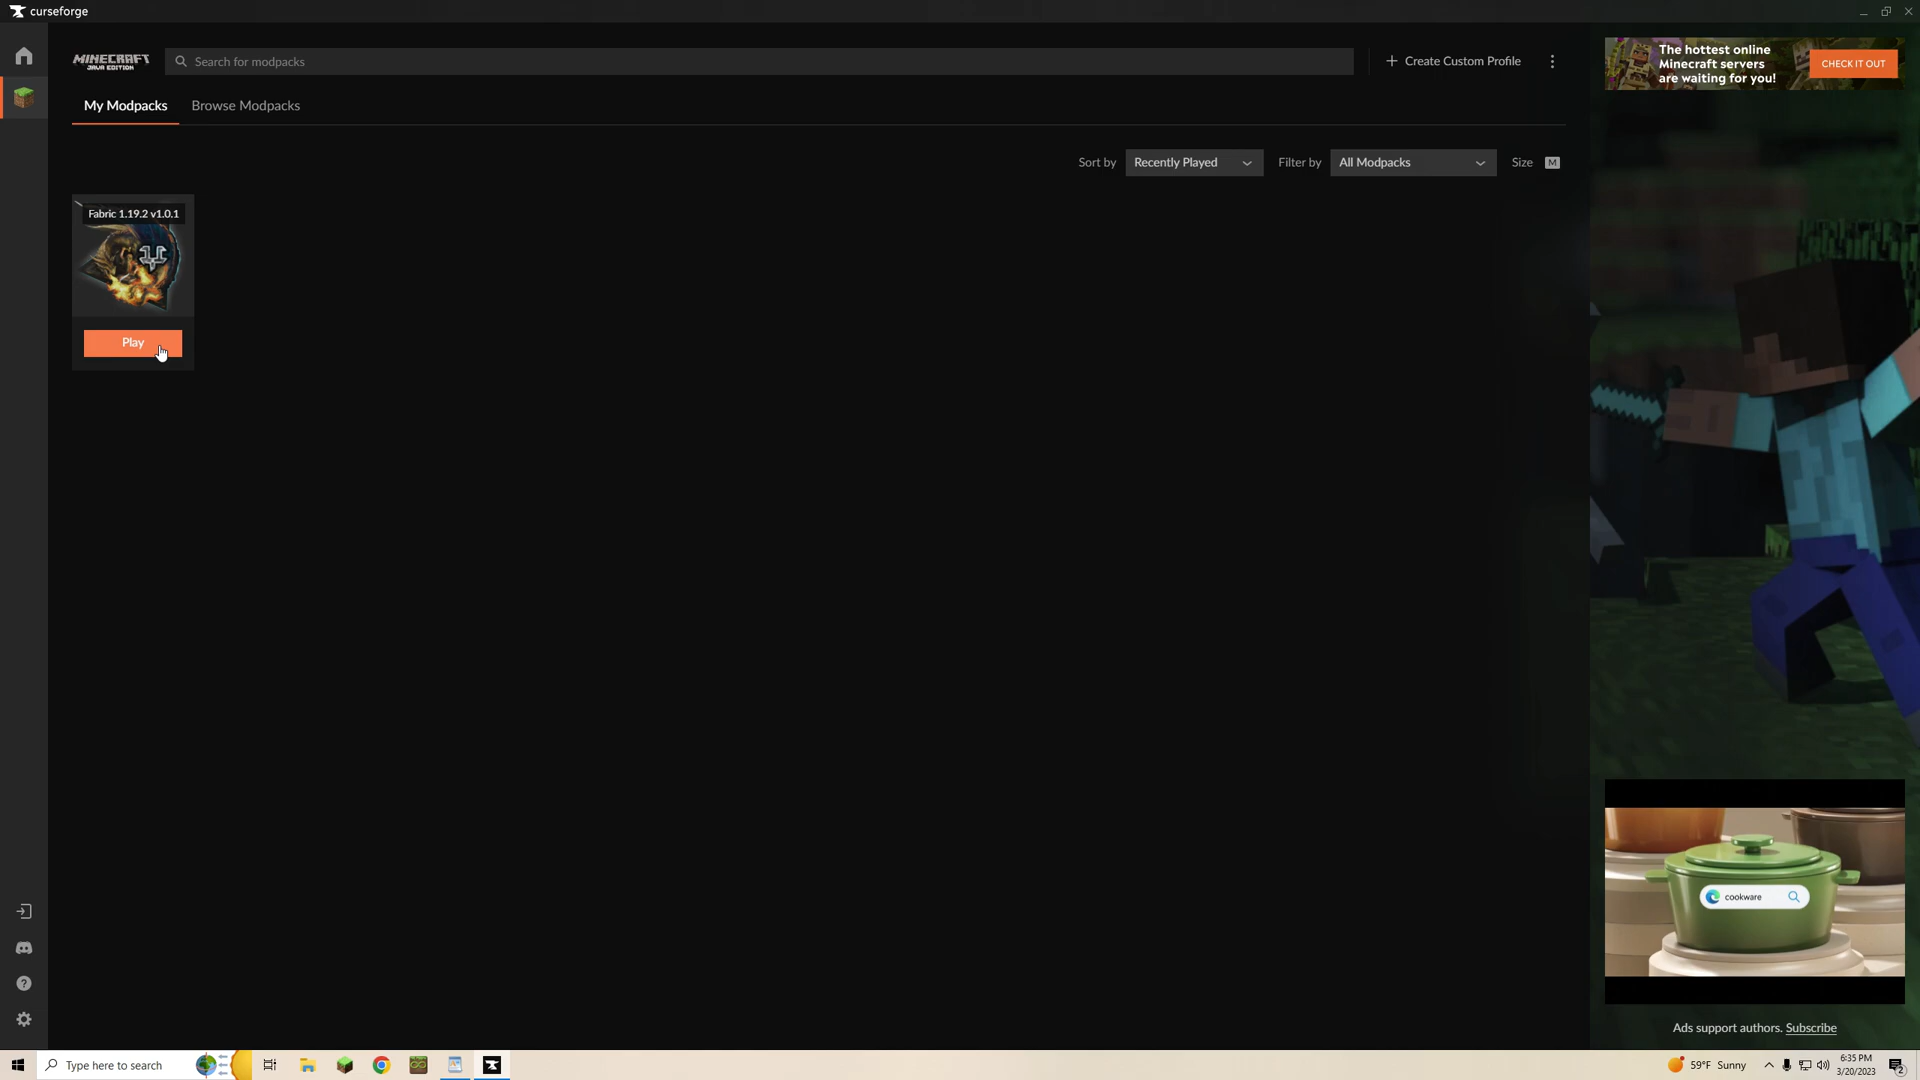 curseforge
MINECRAFT
JAVA EDITION
Search for modpacks
Create Custom Profile
My Modpacks
Browse Modpacks
Sort by
Recently Played
Filter by
All Modpacks
Size
M
Fabric 1.19.2 v1.0.1
Play
The hottest online
Minecraft servers
are waiting for you!
CHECK IT OUT
cookware
Ads support authors. Subscribe
Type here to search
59°F Sunny
6:35 PM
3/20/2023
2